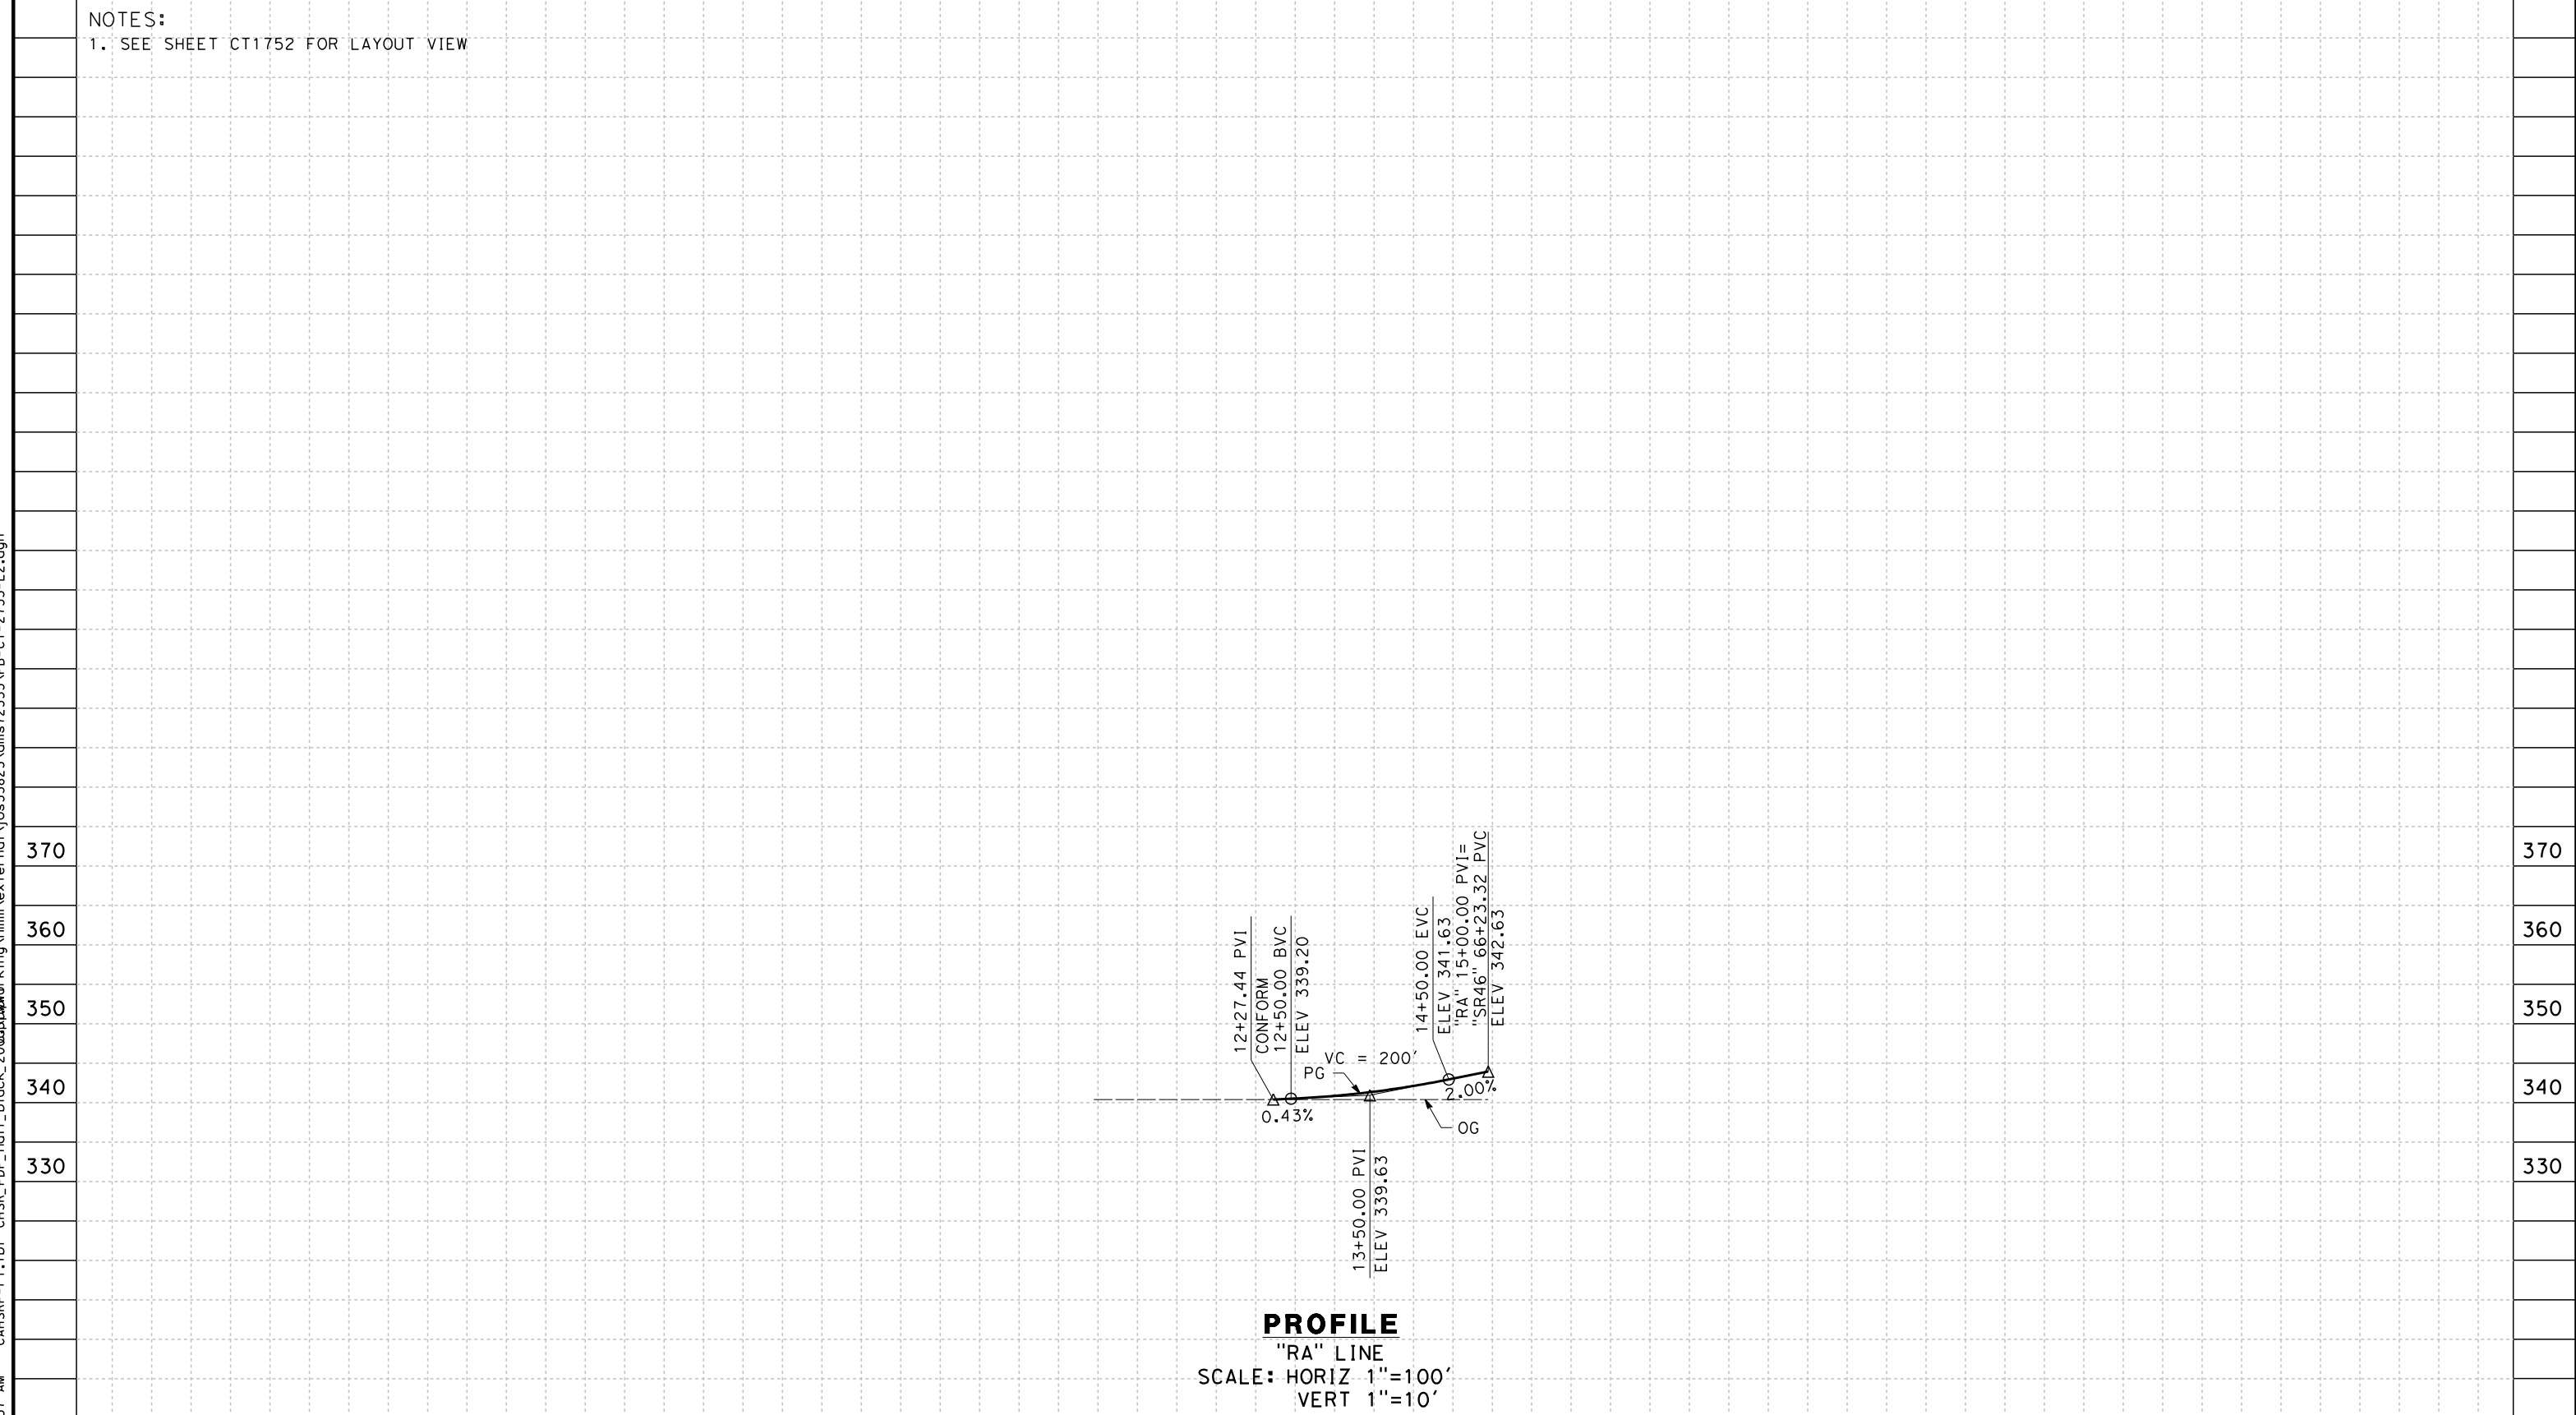 NOTES:
1. SEE SHEET CT1752 FOR LAYOUT VIEW
370
370
360
360
350
350
340
340
330
330
12+27.44 PVI
CONFORM
12+50.00 BVC
ELEV 339.20
VC = 200'
PG
14+50.00 EVC
ELEV 341.63
"RA" 15+00.00 PVI=
"SR46" 66+23.32 PVC
ELEV 342.63
0.43%
2.00%
OG
13+50.00 PVI
ELEV 339.63
PROFILE
"RA" LINE
SCALE: HORIZ 1"=100'
VERT 1"=10'